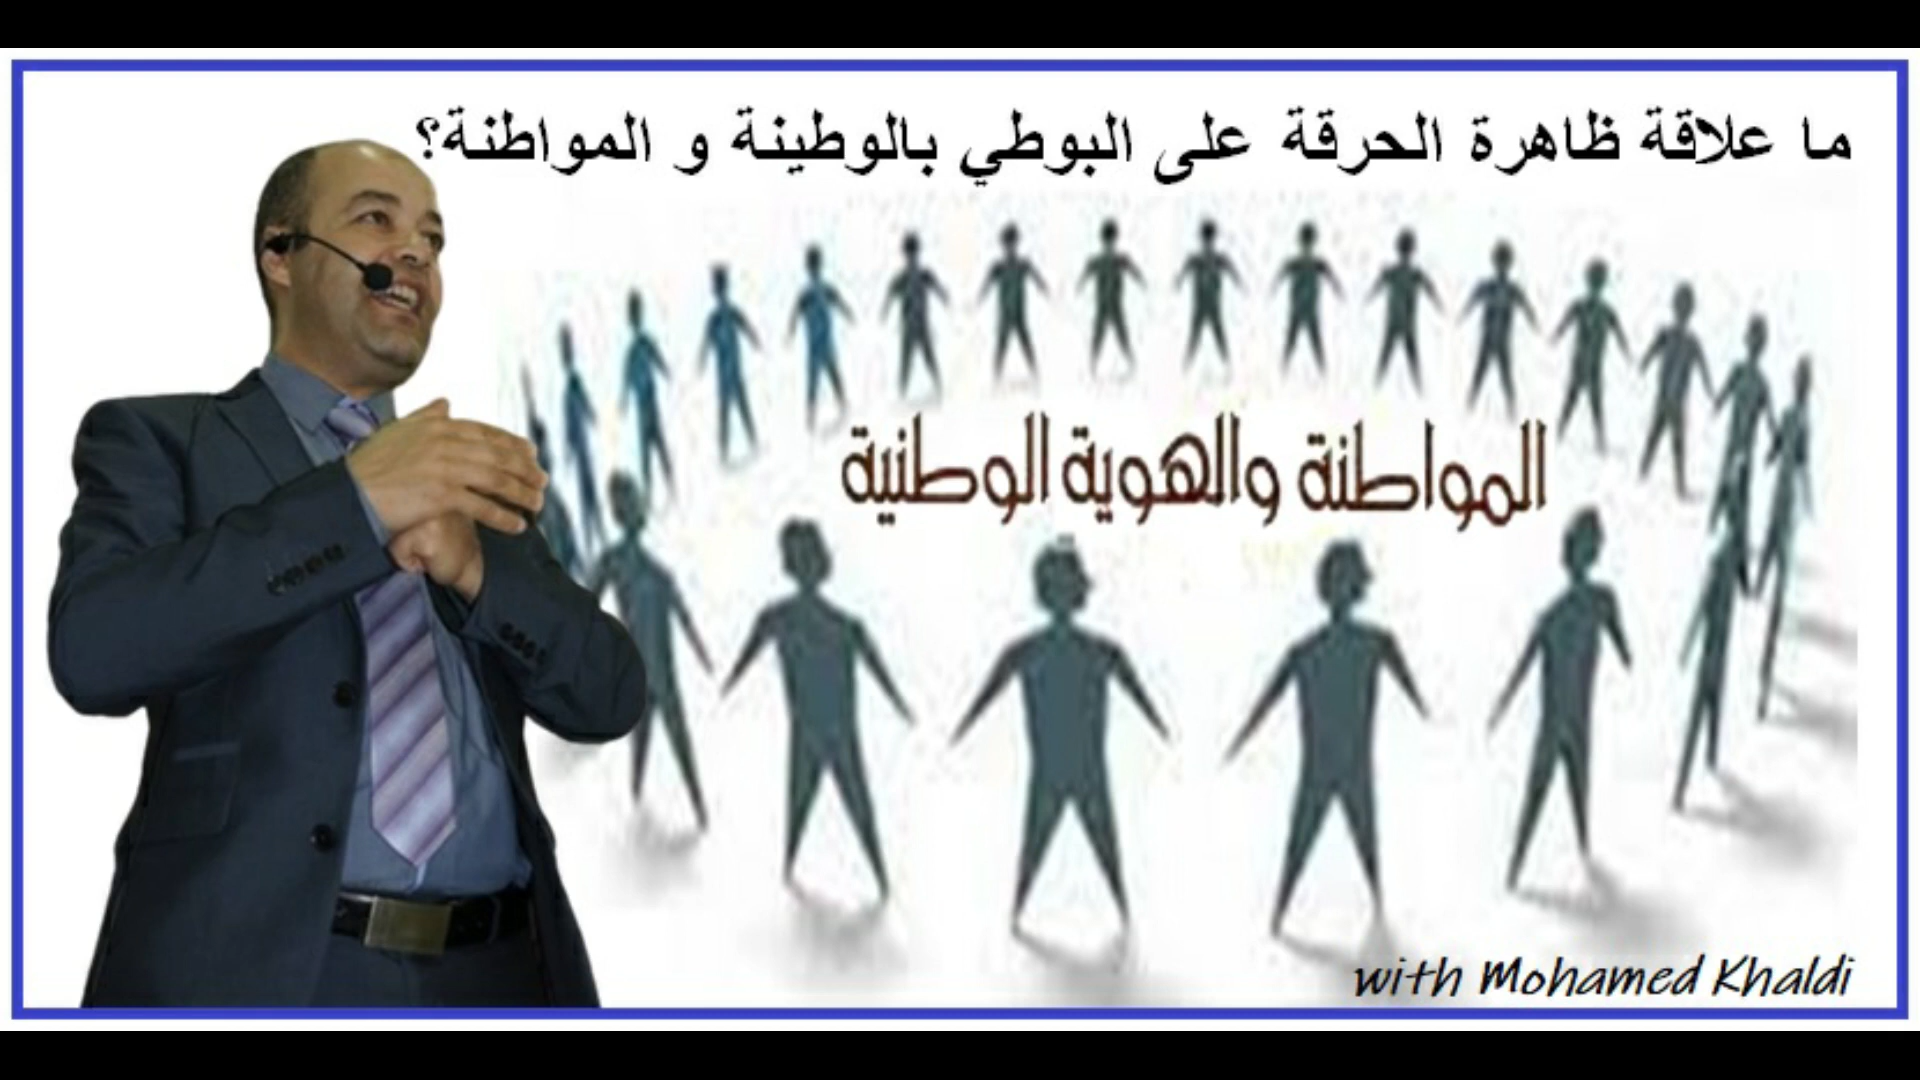 ما علاقة ظاهرة الحرقة على البوطي بالوطينة و المواطنة؟
المواطنة والهوية الوطنية
with Mohamed Khaldi